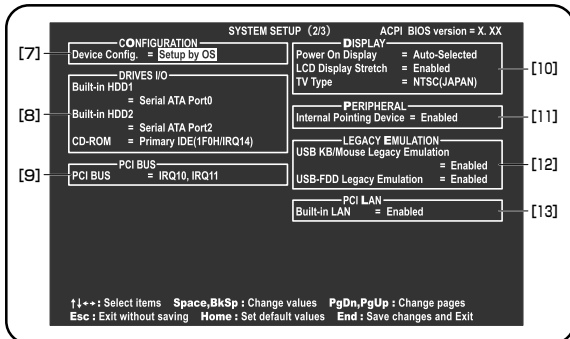 SYSTEM SETUP (2/3) ACPI BIOS version = X. XX
CONFIGURATION
[7] Device Config. = Setup by OS
DRIVES I/O
Built-in HDD1
= Serial ATA Port0
[8] Built-in HDD2
= Serial ATA Port2
CD-ROM = Primary IDE(1F0H/IRQ14)
PCI BUS
[9] PCI BUS = IRQ10, IRQ11
DISPLAY
Power On Display = Auto-Selected
LCD Display Stretch = Enabled [10]
TV Type = NTSC(JAPAN)
PERIPHERAL
Internal Pointing Device = Enabled [11]
LEGACY EMULATION
USB KB/Mouse Legacy Emulation
= Enabled [12]
USB-FDD Legacy Emulation = Enabled
PCI LAN
Built-in LAN = Enabled [13]
↑↓←→ : Select items Space,BkSp : Change values PgDn,PgUp : Change pages
Esc : Exit without saving Home : Set default values End : Save changes and Exit